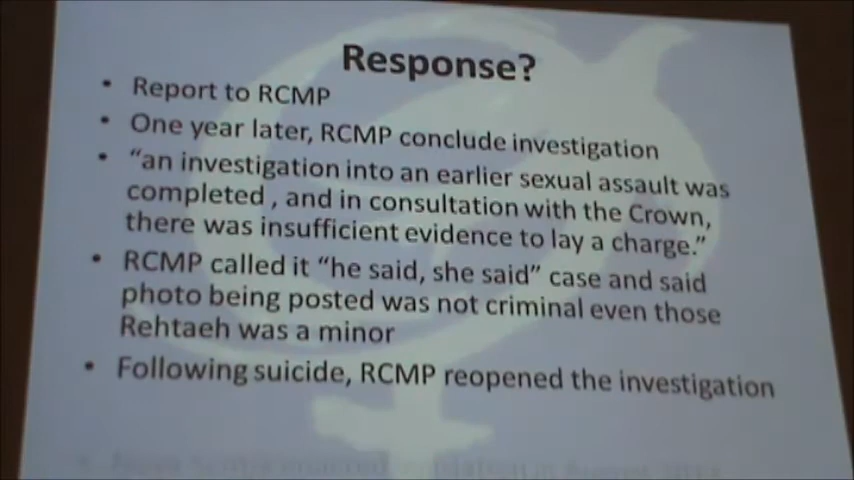 Response?
• Report to RCMP
• One year later, RCMP conclude investigation
• “an investigation into an earlier sexual assault was
completed , and in consultation with the Crown,
there was insufficient evidence to lay a charge.”
• RCMP called it “he said, she said” case and said
photo being posted was not criminal even those
Rehtaeh was a minor
• Following suicide, RCMP reopened the investigation